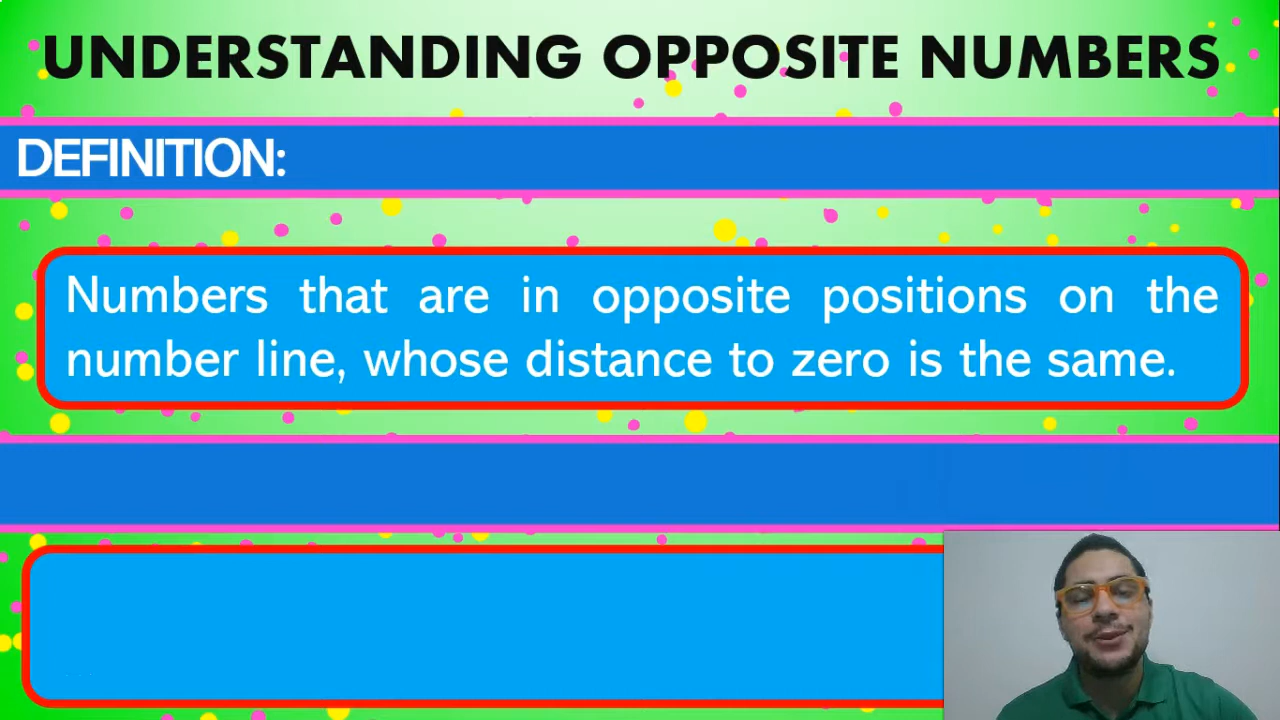 UNDERSTANDING OPPOSITE NUMBERS
DEFINITION:
Numbers that are in opposite positions on the
number line, whose distance to zero is the same.